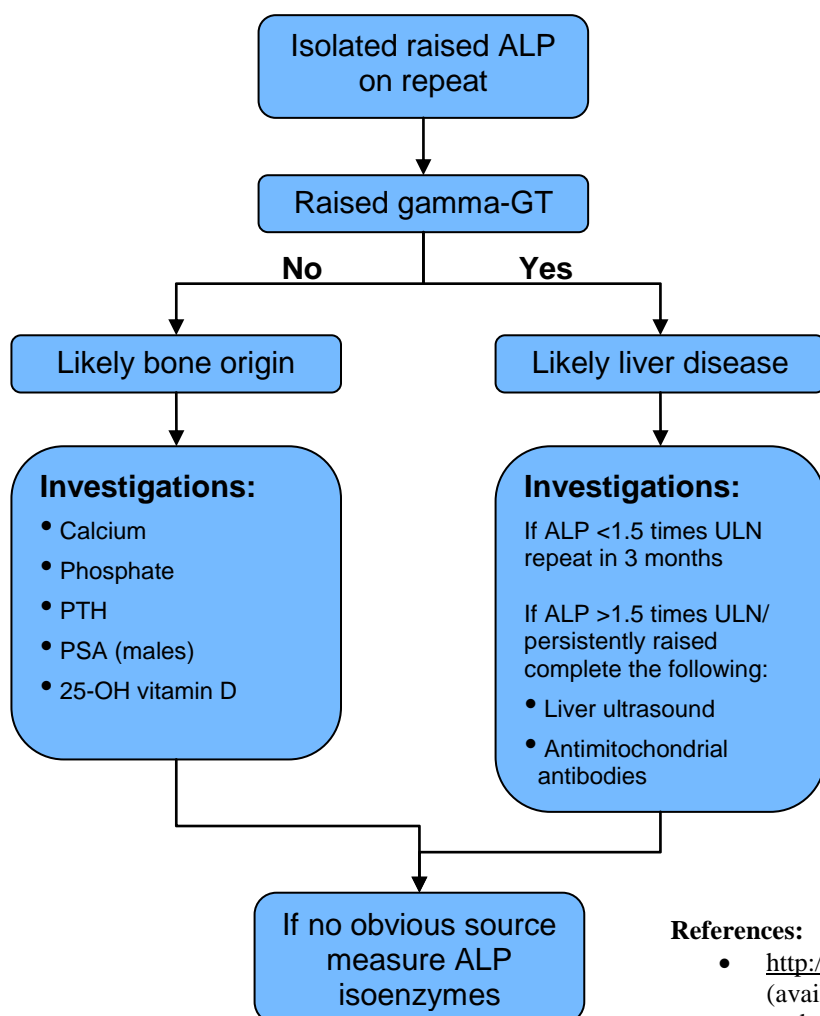 Isolated raised ALP
on repeat
Raised gamma-GT
No
Yes
Likely bone origin
Likely liver disease
Investigations:
• Calcium
• Phosphate
• PTH
• PSA (males)
• 25-OH vitamin D
Investigations:
If ALP <1.5 times ULN
repeat in 3 months
If ALP >1.5 times ULN/
persistently raised
complete the following:
• Liver ultrasound
• Antimitochondrial
antibodies
If no obvious source
measure ALP
isoenzymes
References:
• http:/
(avai